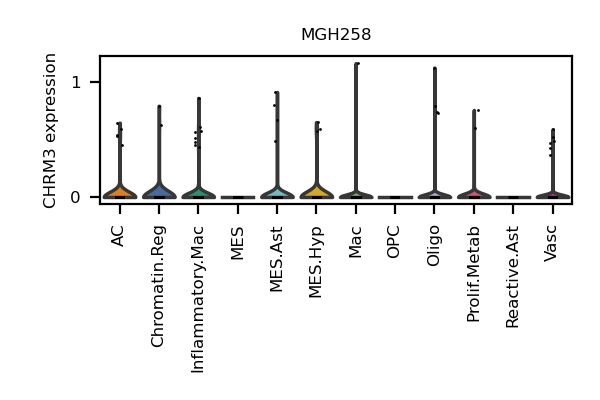 MGH258
CHRM3 expression
1
0
AC
Chromatin.Reg
Inflammatory.Mac
MES
MES.Ast
MES.Hyp
Mac
OPC
Oligo
Prolif.Metab
Reactive.Ast
Vasc